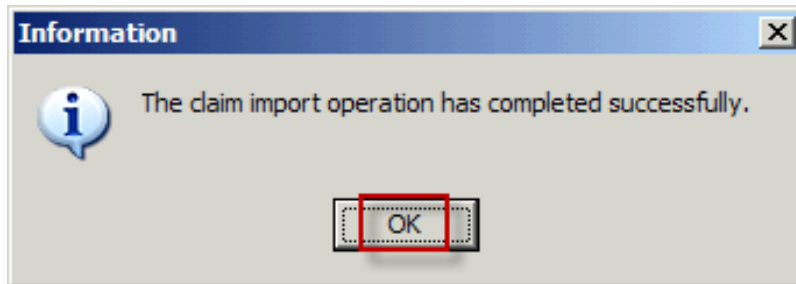 Information
The claim import operation has completed successfully.
OK